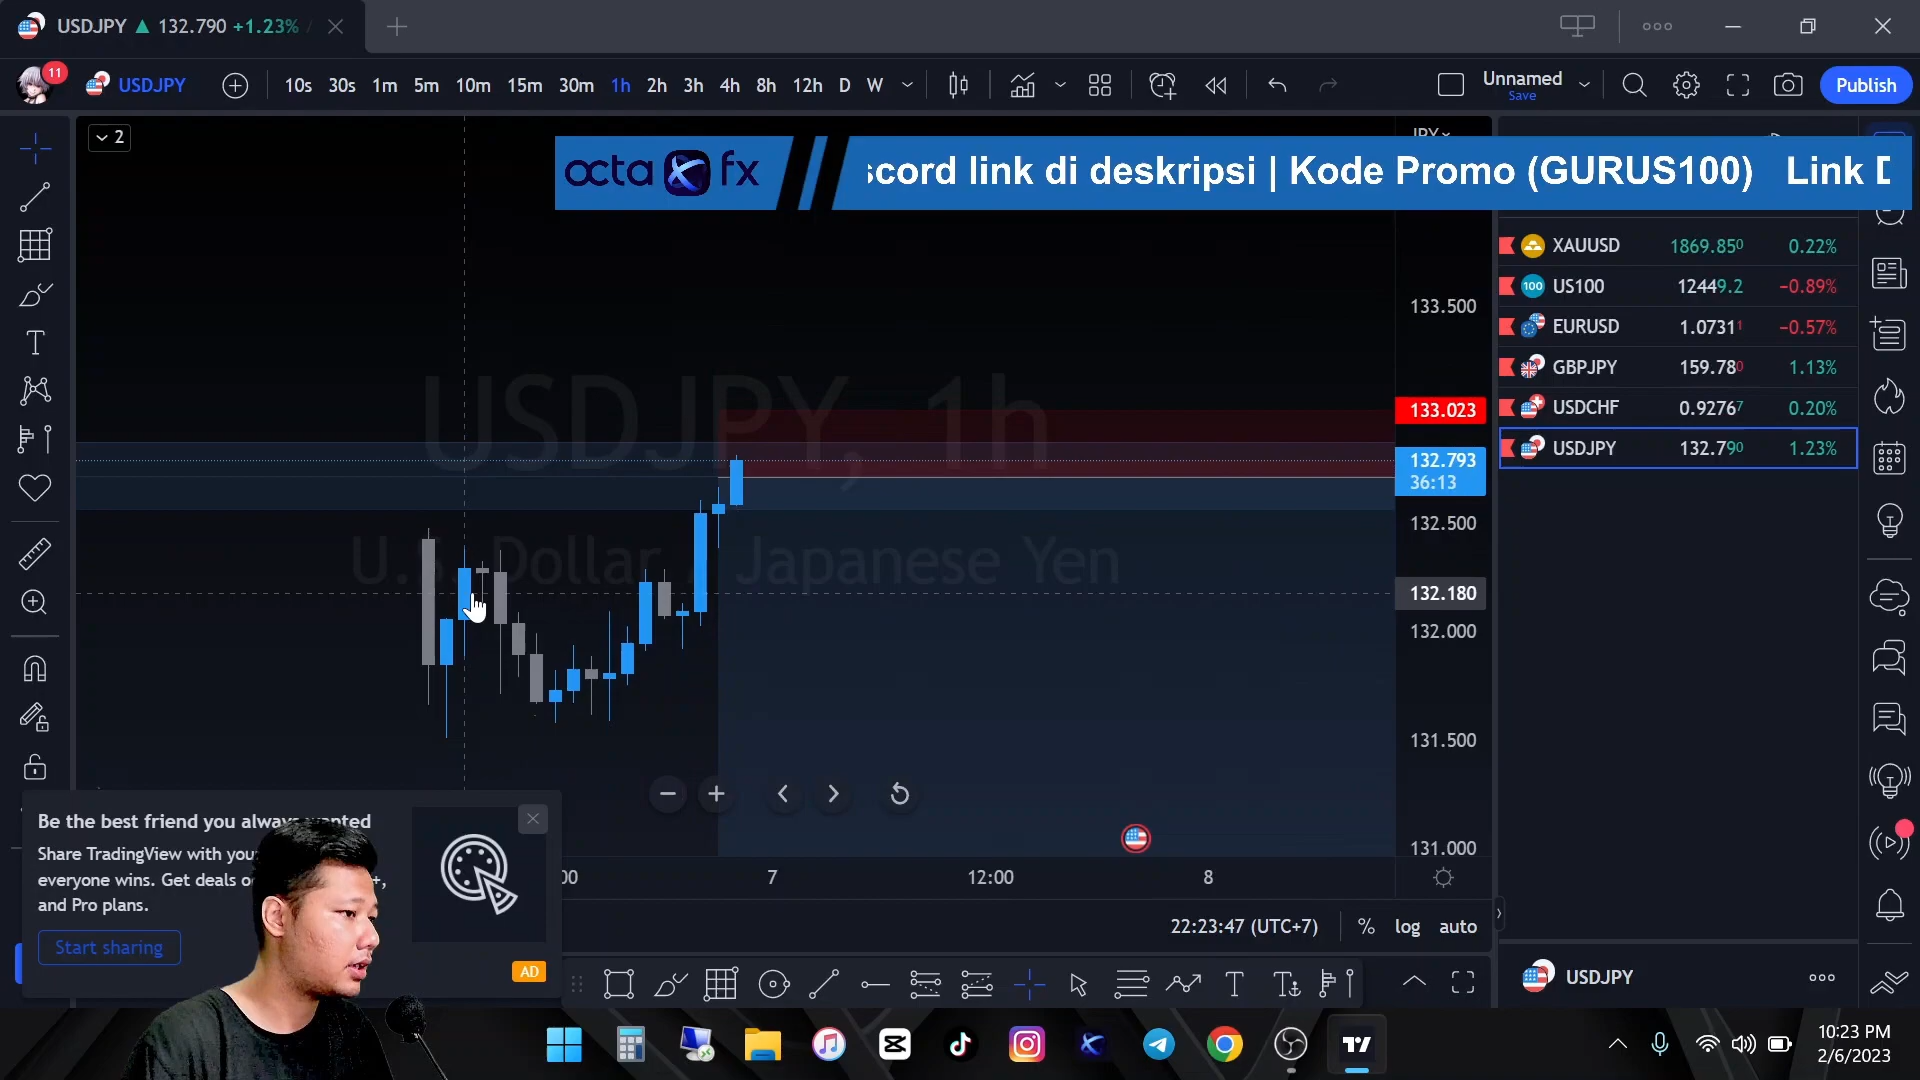 USDJPY ▲ 132.790 +1.23% /
11
USDJPY
10s 30s 1m 5m 10m 15m 30m 1h 2h 3h 4h 8h 12h D W
Unnamed
Save
Publish
2
JPY
octa fx
scord link di deskripsi | Kode Promo (GURUS100) Link
USDJPY, 1h
U.S. Dollar / Japanese Yen
133.500
133.023
132.793
36:13
132.500
132.180
132.000
131.500
131.000
XAUUSD 1869.850 0.22%
100 US100 12449.2 −0.89%
EURUSD 1.07311 −0.57%
GBPJPY 159.780 1.13%
USDCHF 0.92767 0.20%
USDJPY 132.790 1.23%
Be the best friend you always wanted
Share TradingView with you
everyone wins. Get deals
and Pro plans.
Start sharing
AD
00 7 12:00 8
22:23:47 (UTC+7) % log auto
USDJPY
10:23 PM
2/6/2023